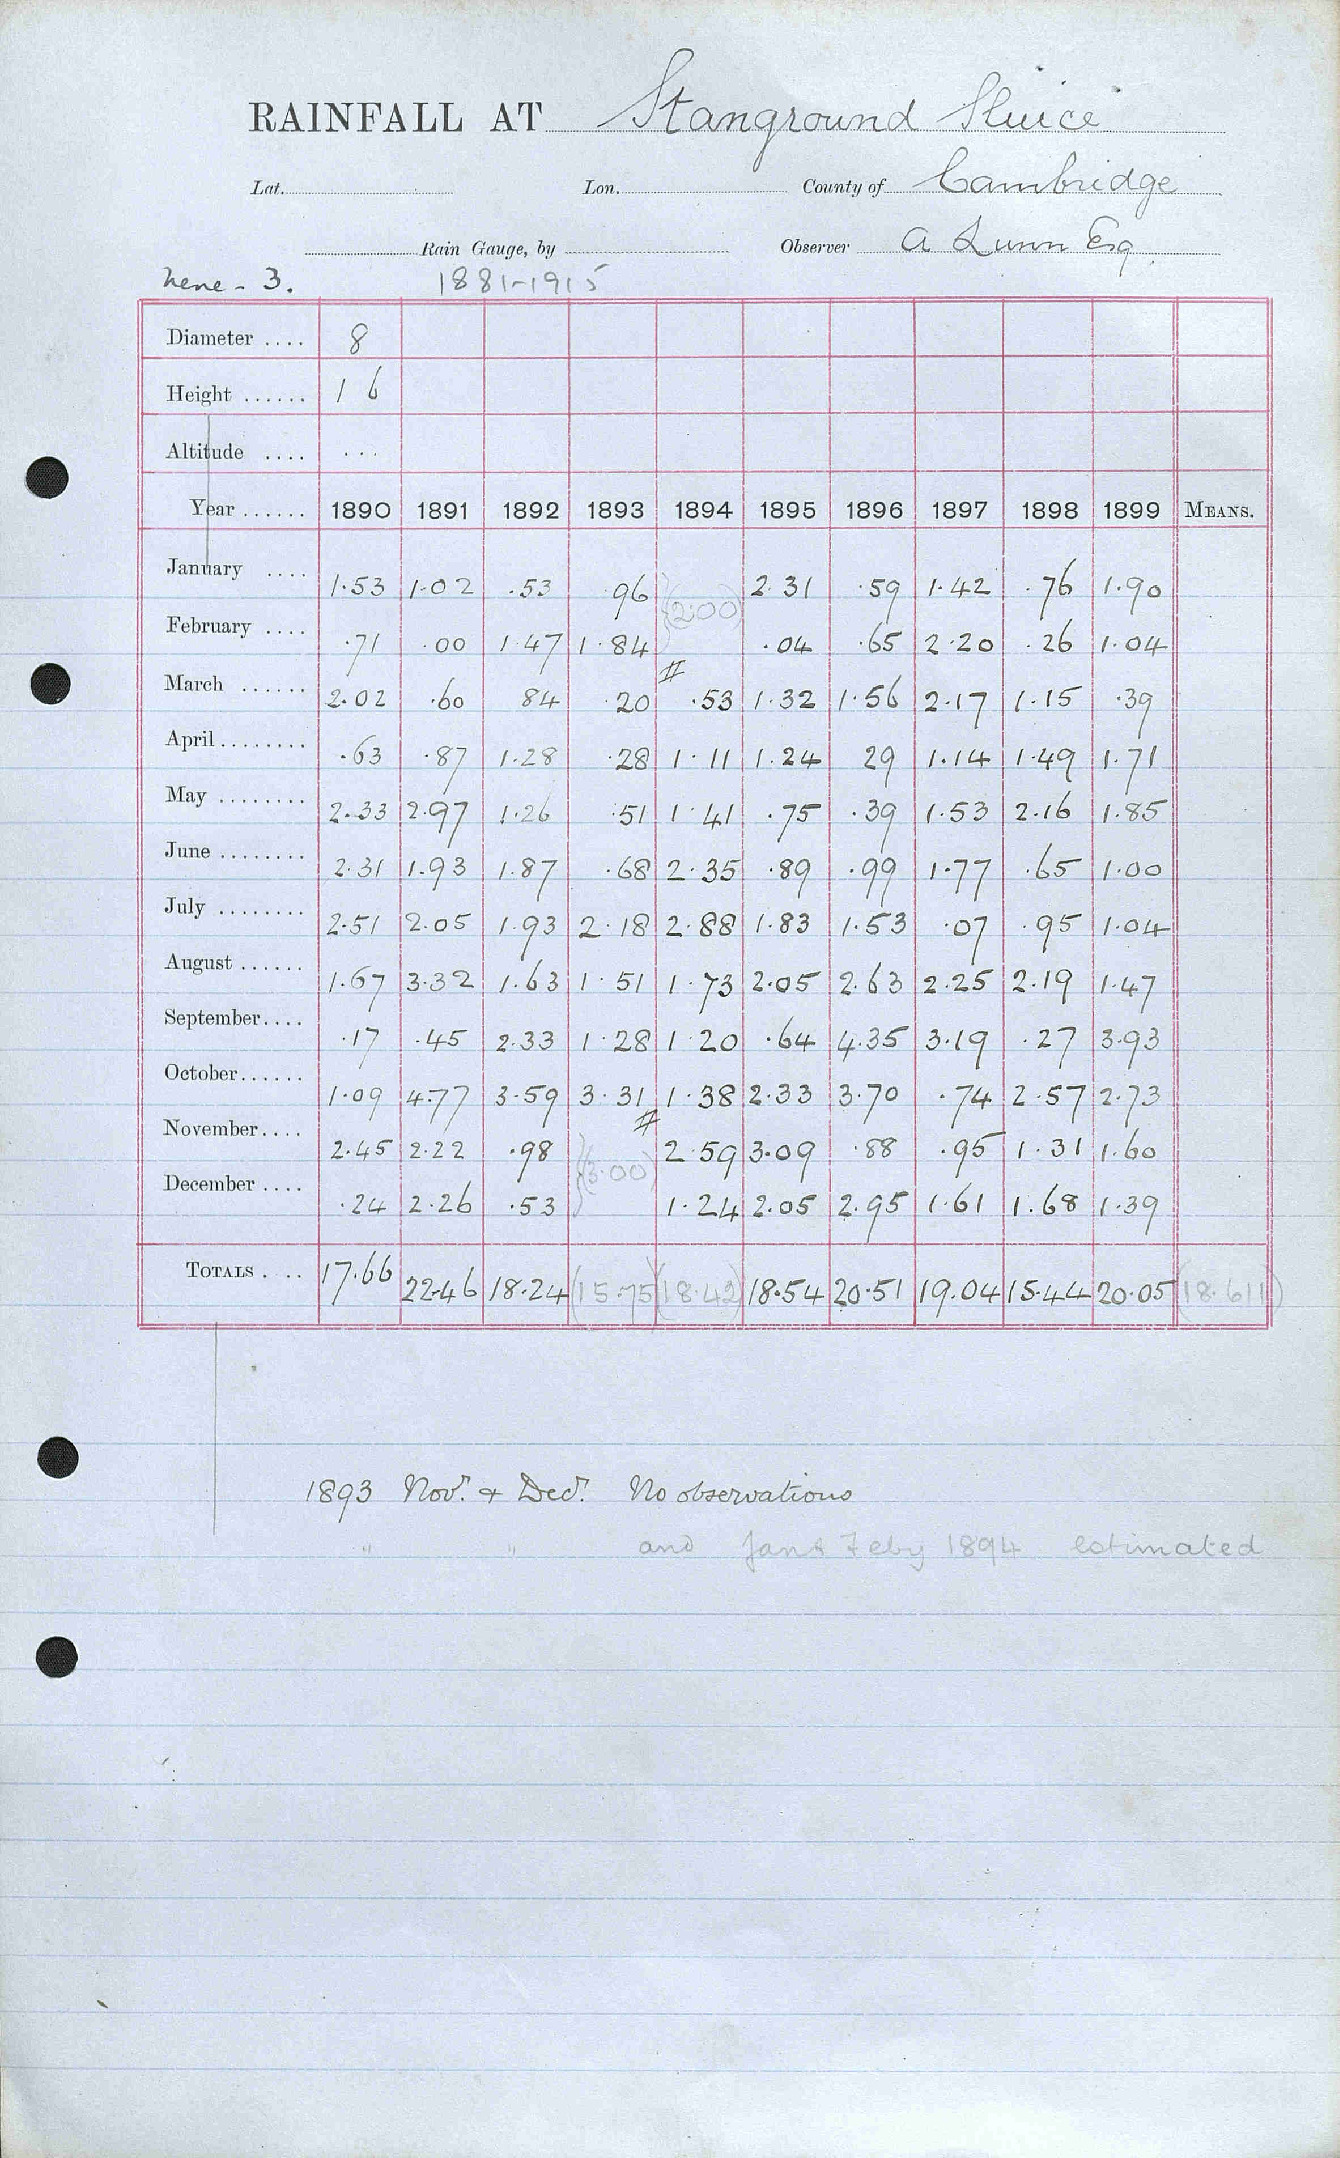 RAINFALL AT Stanground Sluice
Lat. Lon. County of Cambridge
Rain Gauge, by Observer A Lunn Esq
Nene - 3. 1881-1915
Diameter .... 8
Height ...... 1 6
Altitude .... ...
Year ...... 1890 1891 1892 1893 1894 1895 1896 1897 1898 1899 MEANS.
January .... 1.53 1.02 .53 .96 (2.00) 2.31 .59 1.42 .76 1.90
February .... .71 .00 1.47 1.84 .04 .65 2.20 .26 1.04
March ...... 2.02 .60 84 .20 # .53 1.32 1.56 2.17 1.15 .39
April ........ .63 .87 1.28 .28 1.11 1.24 29 1.14 1.49 1.71
May ........ 2.33 2.97 1.26 .51 1.41 .75 .39 1.53 2.16 1.85
June ........ 2.31 1.93 1.87 .68 2.35 .89 .99 1.77 .65 1.00
July ........ 2.51 2.05 1.93 2.18 2.88 1.83 1.53 .07 .95 1.04
August ...... 1.67 3.32 1.63 1.51 1.73 2.05 2.63 2.25 2.19 1.47
September.... .17 .45 2.33 1.28 1.20 .64 4.35 3.19 .27 3.93
October...... 1.09 4.77 3.59 3.31 1.38 2.33 3.70 .74 2.57 2.73
November.... 2.45 2.22 .98 # (3.00) 2.59 3.09 .88 .95 1.31 1.60
December .... .24 2.26 .53 1.24 2.05 2.95 1.61 1.68 1.39
TOTALS .... 17.66 22.46 18.24 (15.75) (18.42) 18.54 20.51 19.04 15.44 20.05 (18.611)
1893 Novr. & Decr. No observations
" " and Jan & Feby 1894 estimated